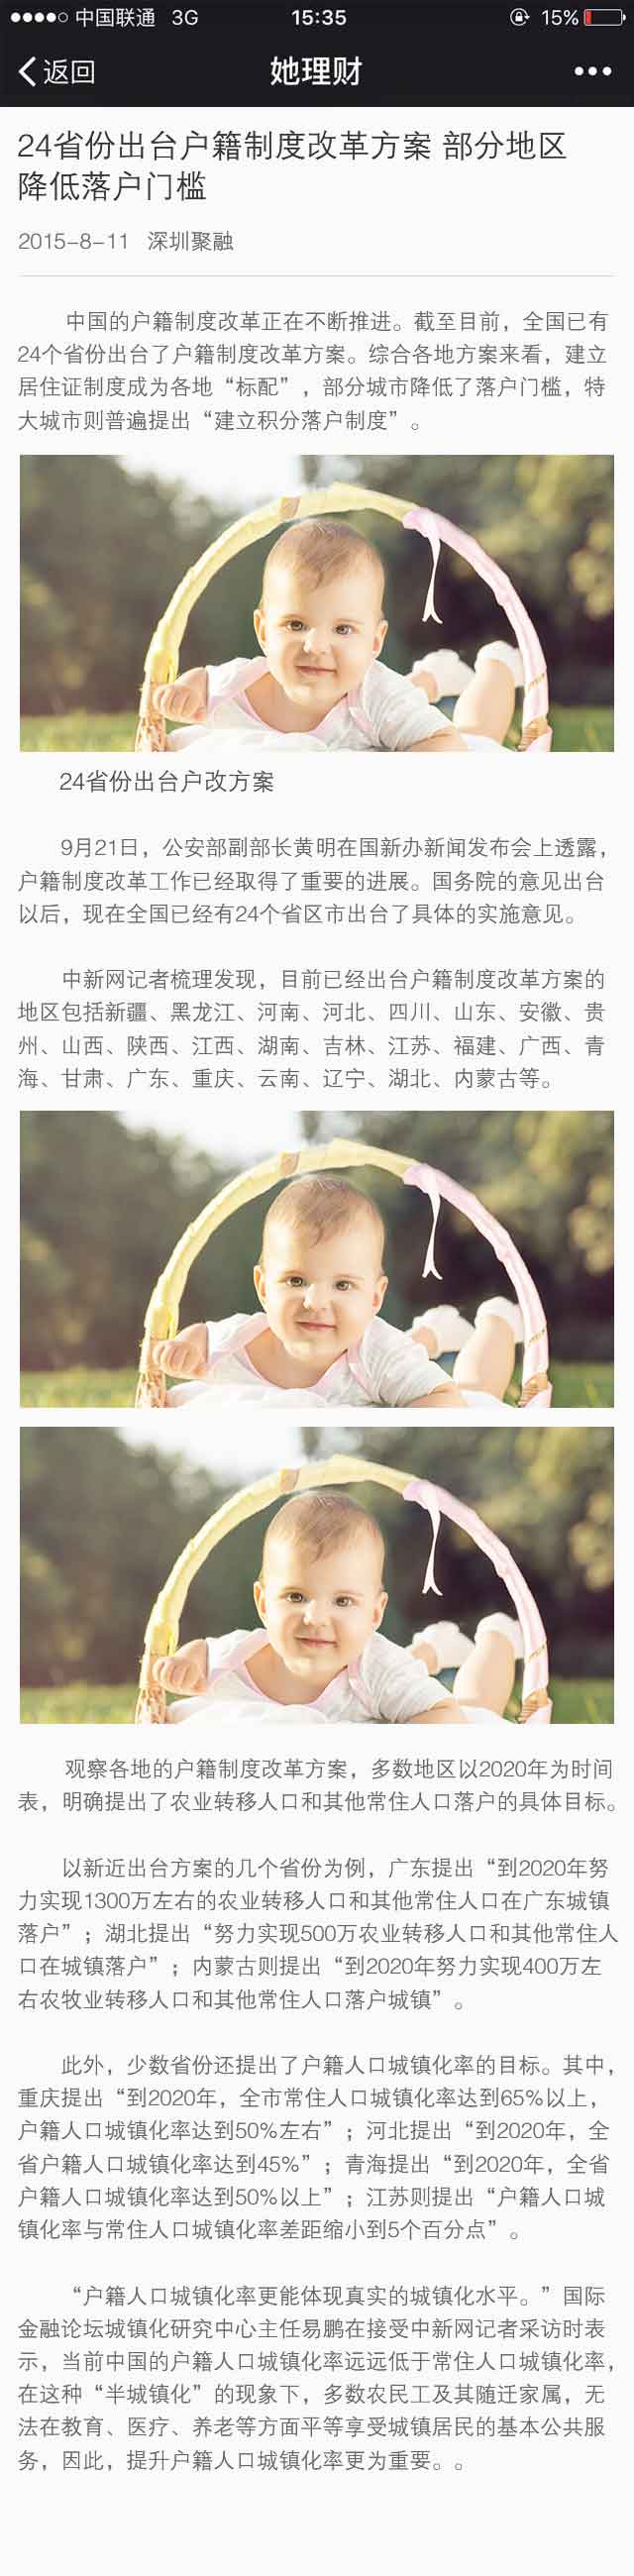 中国联通 3G 15:35 15%
返回 她理财
24省份出台户籍制度改革方案 部分地区
降低落户门槛
2015-8-11 深圳聚融
中国的户籍制度改革正在不断推进。截至目前，全国已有
24个省份出台了户籍制度改革方案。综合各地方案来看，建立
居住证制度成为各地“标配”，部分城市降低了落户门槛，特
大城市则普遍提出“建立积分落户制度”。
24省份出台户改方案
9月21日，公安部副部长黄明在国新办新闻发布会上透露，
户籍制度改革工作已经取得了重要的进展。国务院的意见出台
以后，现在全国已经有24个省区市出台了具体的实施意见。
中新网记者梳理发现，目前已经出台户籍制度改革方案的
地区包括新疆、黑龙江、河南、河北、四川、山东、安徽、贵
州、山西、陕西、江西、湖南、吉林、江苏、福建、广西、青
海、甘肃、广东、重庆、云南、辽宁、湖北、内蒙古等。
观察各地的户籍制度改革方案，多数地区以2020年为时间
表，明确提出了农业转移人口和其他常住人口落户的具体目标。
以新近出台方案的几个省份为例，广东提出“到2020年努
力实现1300万左右的农业转移人口和其他常住人口在广东城镇
落户”；湖北提出“努力实现500万农业转移人口和其他常住人
口在城镇落户”；内蒙古则提出“到2020年努力实现400万左
右农牧业转移人口和其他常住人口落户城镇”。
此外，少数省份还提出了户籍人口城镇化率的目标。其中，
重庆提出“到2020年，全市常住人口城镇化率达到65%以上，
户籍人口城镇化率达到50%左右”；河北提出“到2020年，全
省户籍人口城镇化率达到45%”；青海提出“到2020年，全省
户籍人口城镇化率达到50%以上”；江苏则提出“户籍人口城
镇化率与常住人口城镇化率差距缩小到5个百分点”。
“户籍人口城镇化率更能体现真实的城镇化水平。”国际
金融论坛城镇化研究中心主任易鹏在接受中新网记者采访时表
示，当前中国的户籍人口城镇化率远远低于常住人口城镇化率，
在这种“半城镇化”的现象下，多数农民工及其随迁家属，无
法在教育、医疗、养老等方面平等享受城镇居民的基本公共服
务，因此，提升户籍人口城镇化率更为重要。。